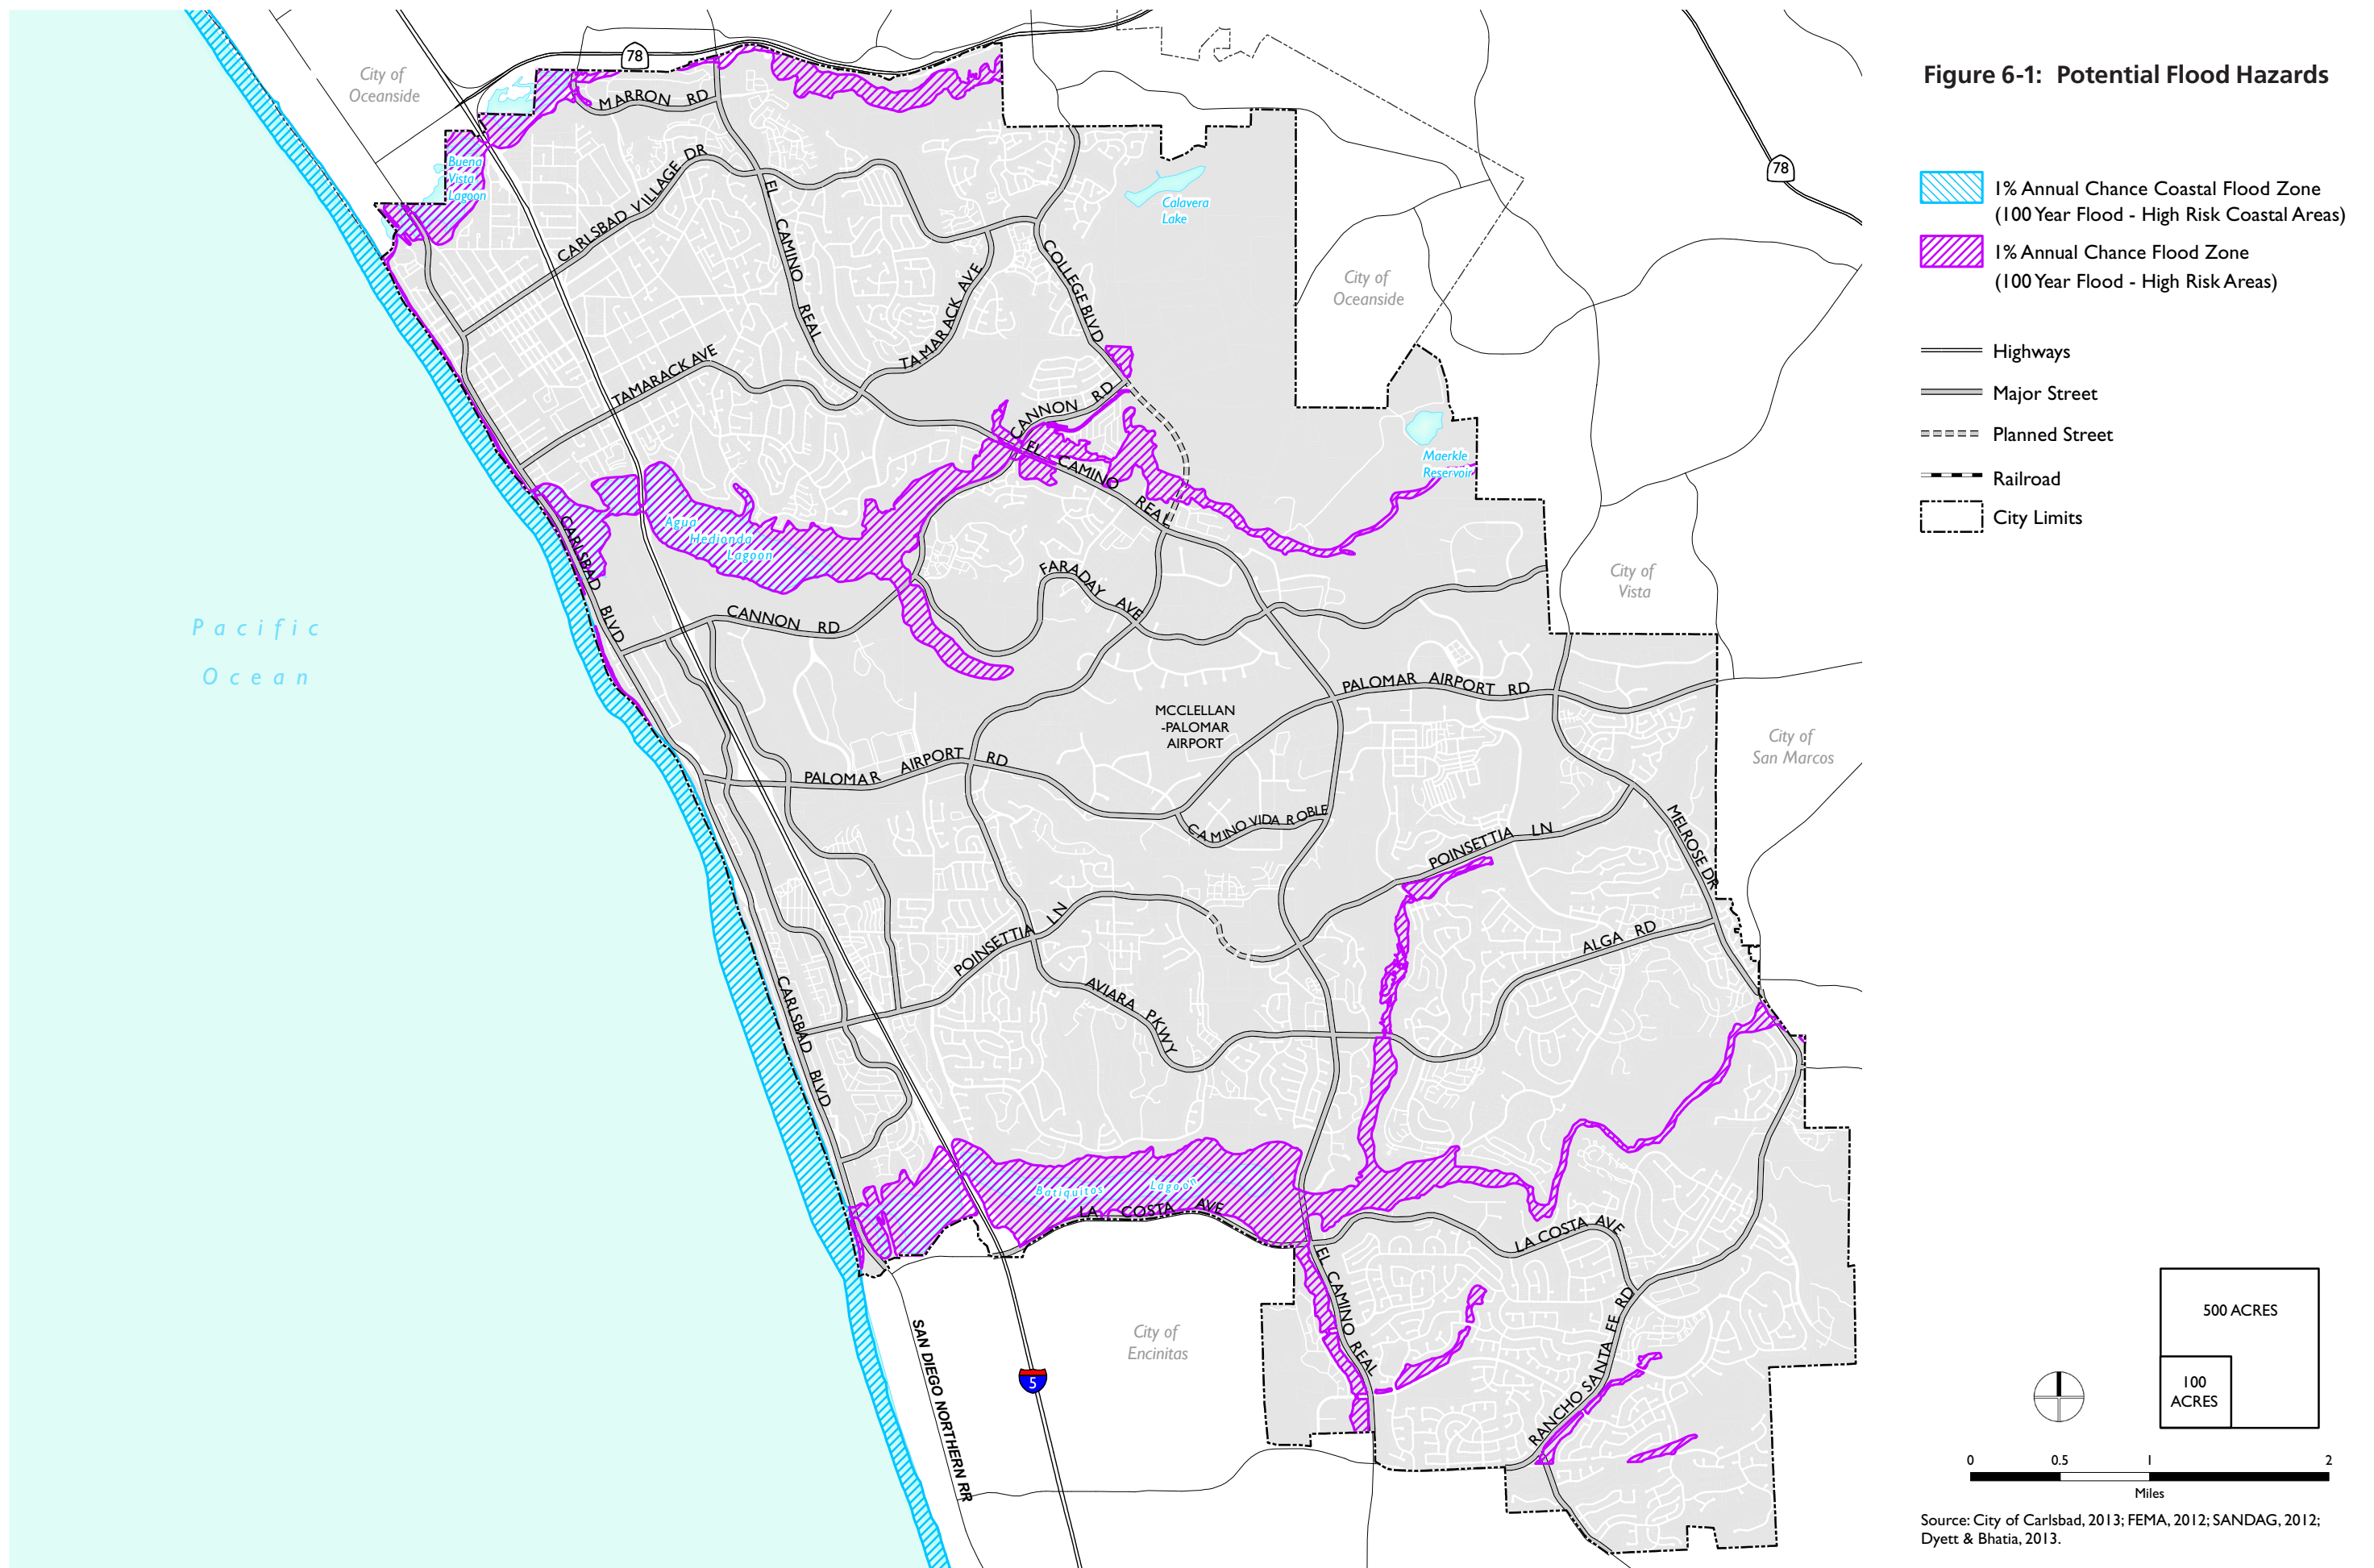 Figure 6-1: Potential Flood Hazards
1% Annual Chance Coastal Flood Zone
(100 Year Flood - High Risk Coastal Areas)
1% Annual Chance Flood Zone
(100 Year Flood - High Risk Areas)
Highways
Major Street
Planned Street
Railroad
City Limits
78
78
City of
Oceanside
MARRON RD
Buena
Vista
Lagoon
CARLSBAD VILLAGE DR
EL CAMINO REAL
Calavera
Lake
City of
Oceanside
COLLEGE BLVD
TAMARACK AVE
TAMARACK AVE
CANNON RD
EL CAMINO REAL
Maerkle
Reservoir
Agua
Hedionda
Lagoon
CARLSBAD BLVD
FARADAY AVE
CANNON RD
City of
Vista
Pacific
Ocean
PALOMAR AIRPORT RD
MCCLELLAN
-PALOMAR
AIRPORT
City of
San Marcos
PALOMAR AIRPORT RD
CAMINO VIDA ROBLE
POINSETTIA LN
MELROSE DR
POINSETTIA LN
ALGA RD
AVIARA PKWY
CARLSBAD BLVD
Batiquitos Lagoon
LA COSTA AVE
LA COSTA AVE
EL CAMINO REAL
City of
Encinitas
RANCHO SANTA FE RD
SAN DIEGO NORTHERN RR
5
500 ACRES
100
ACRES
0 0.5 1 2
Miles
Source: City of Carlsbad, 2013; FEMA, 2012; SANDAG, 2012;
Dyett & Bhatia, 2013.